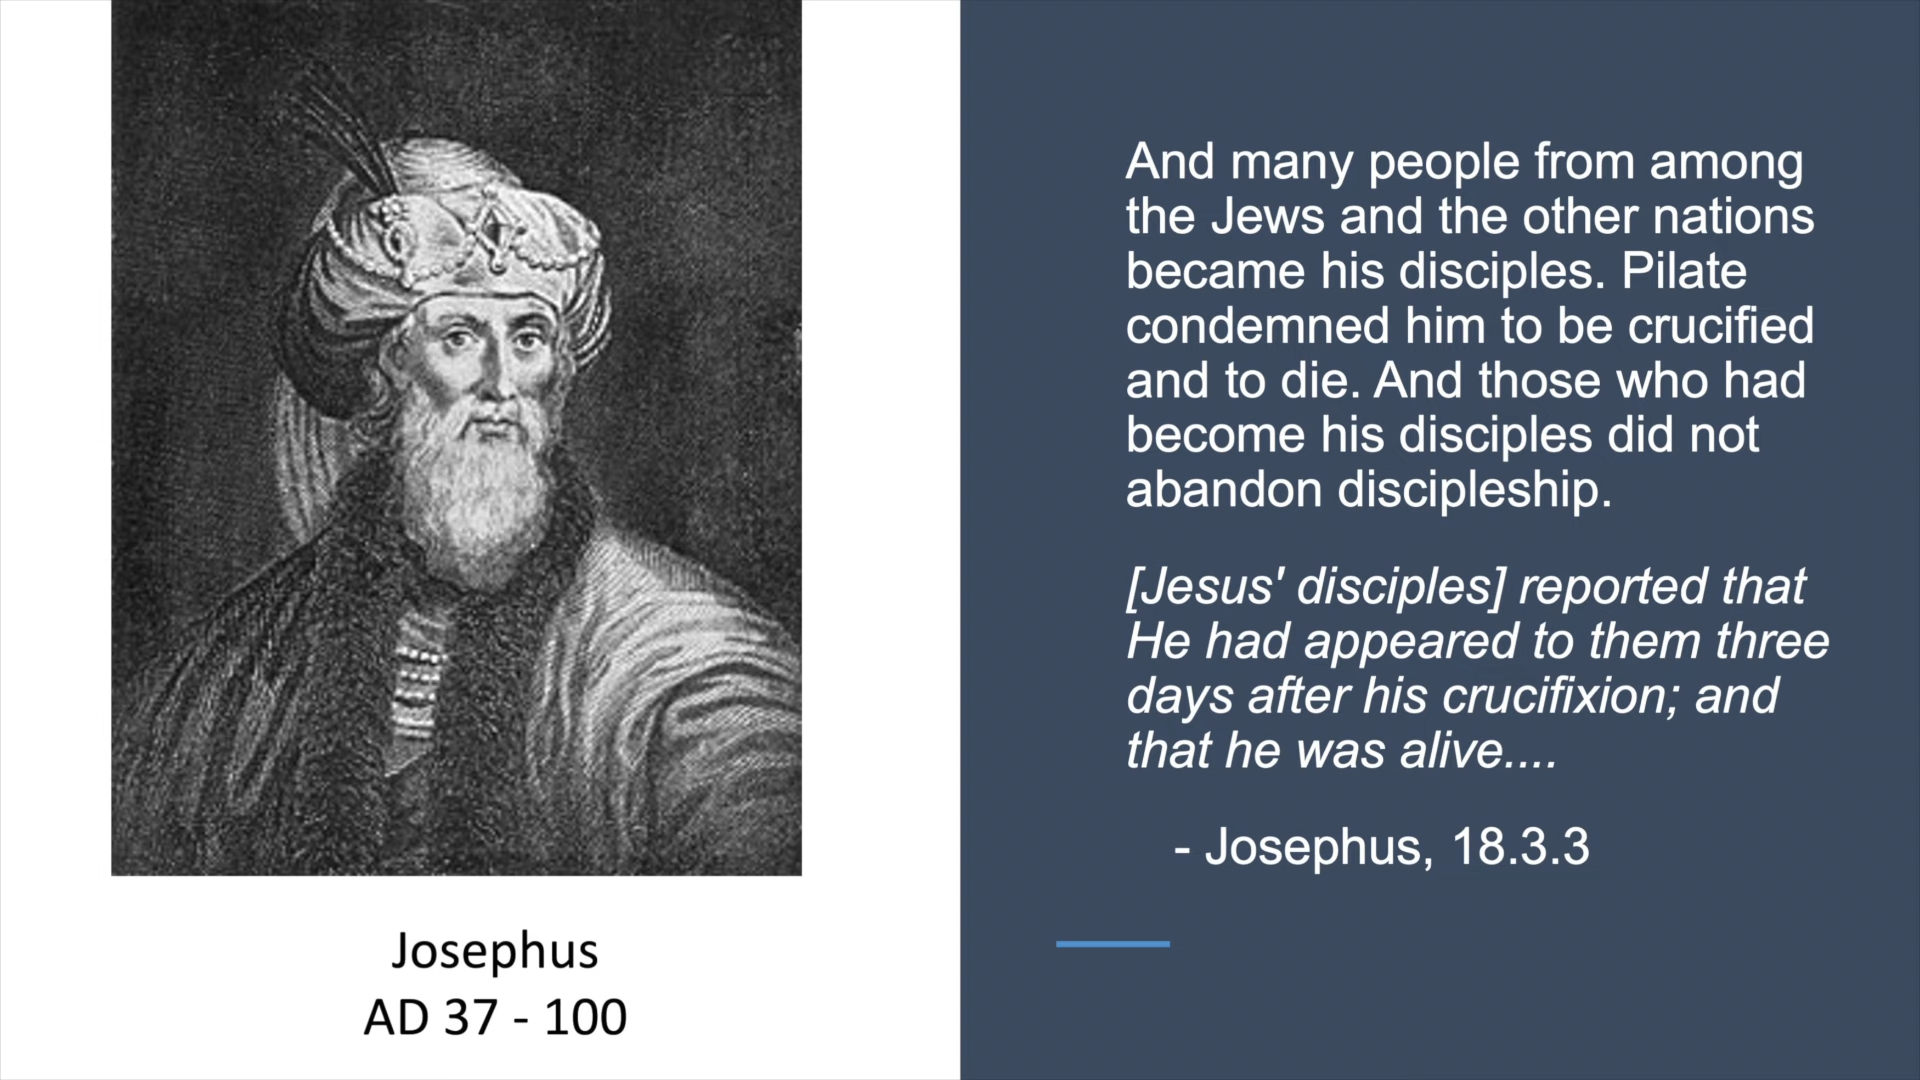 And many people from among
the Jews and the other nations
became his disciples. Pilate
condemned him to be crucified
and to die. And those who had
become his disciples did not
abandon discipleship.
[Jesus' disciples] reported that
He had appeared to them three
days after his crucifixion; and
that he was alive....
- Josephus, 18.3.3
Josephus
AD 37 - 100